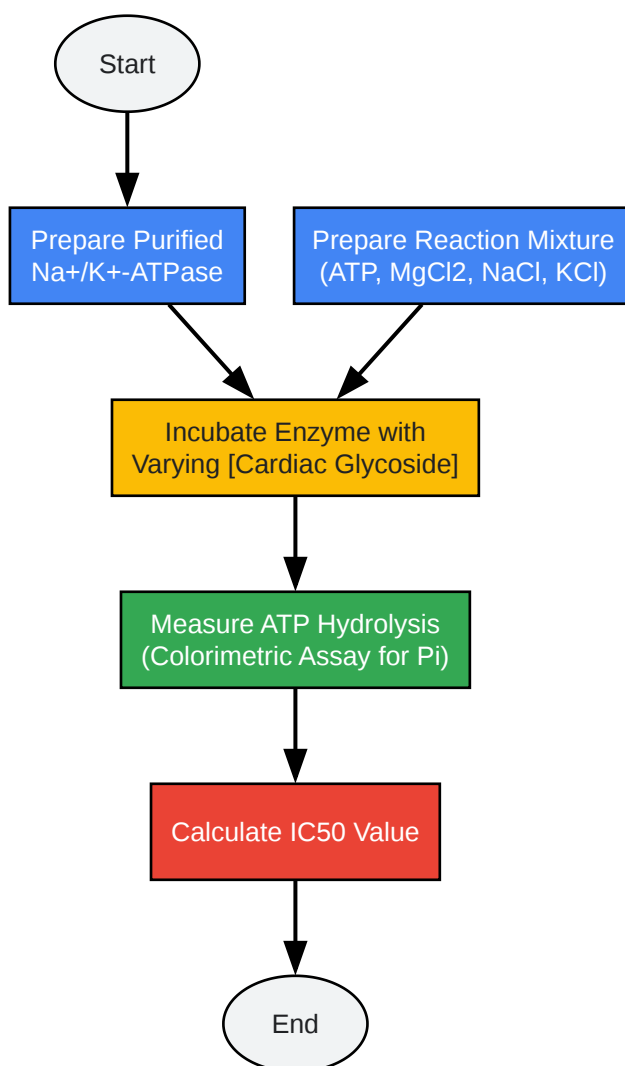 Start
Prepare Purified
Na+/K+-ATPase
Prepare Reaction Mixture
(ATP, MgCl2, NaCl, KCl)
Incubate Enzyme with
Varying [Cardiac Glycoside]
Measure ATP Hydrolysis
(Colorimetric Assay for Pi)
Calculate IC50 Value
End